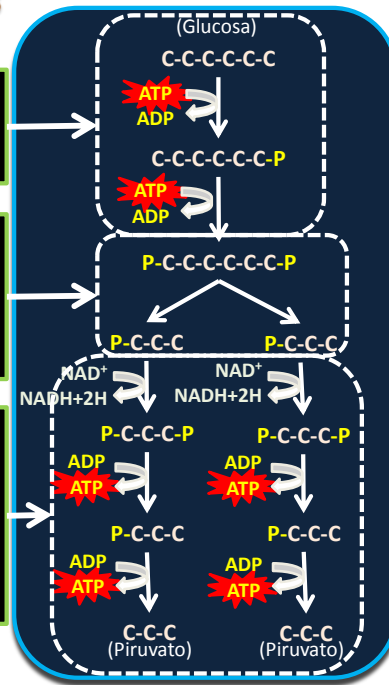 (Glucosa)
C-C-C-C-C-C
ATP
ADP
C-C-C-C-C-C-P
ATP
ADP
P-C-C-C-C-C-C-P
P-C-C-C P-C-C-C
NAD⁺ NAD⁺
NADH+2H NADH+2H
P-C-C-C-P P-C-C-C-P
ADP ADP
ATP ATP
P-C-C-C P-C-C-C
ADP ADP
ATP ATP
C-C-C C-C-C
(Piruvato) (Piruvato)